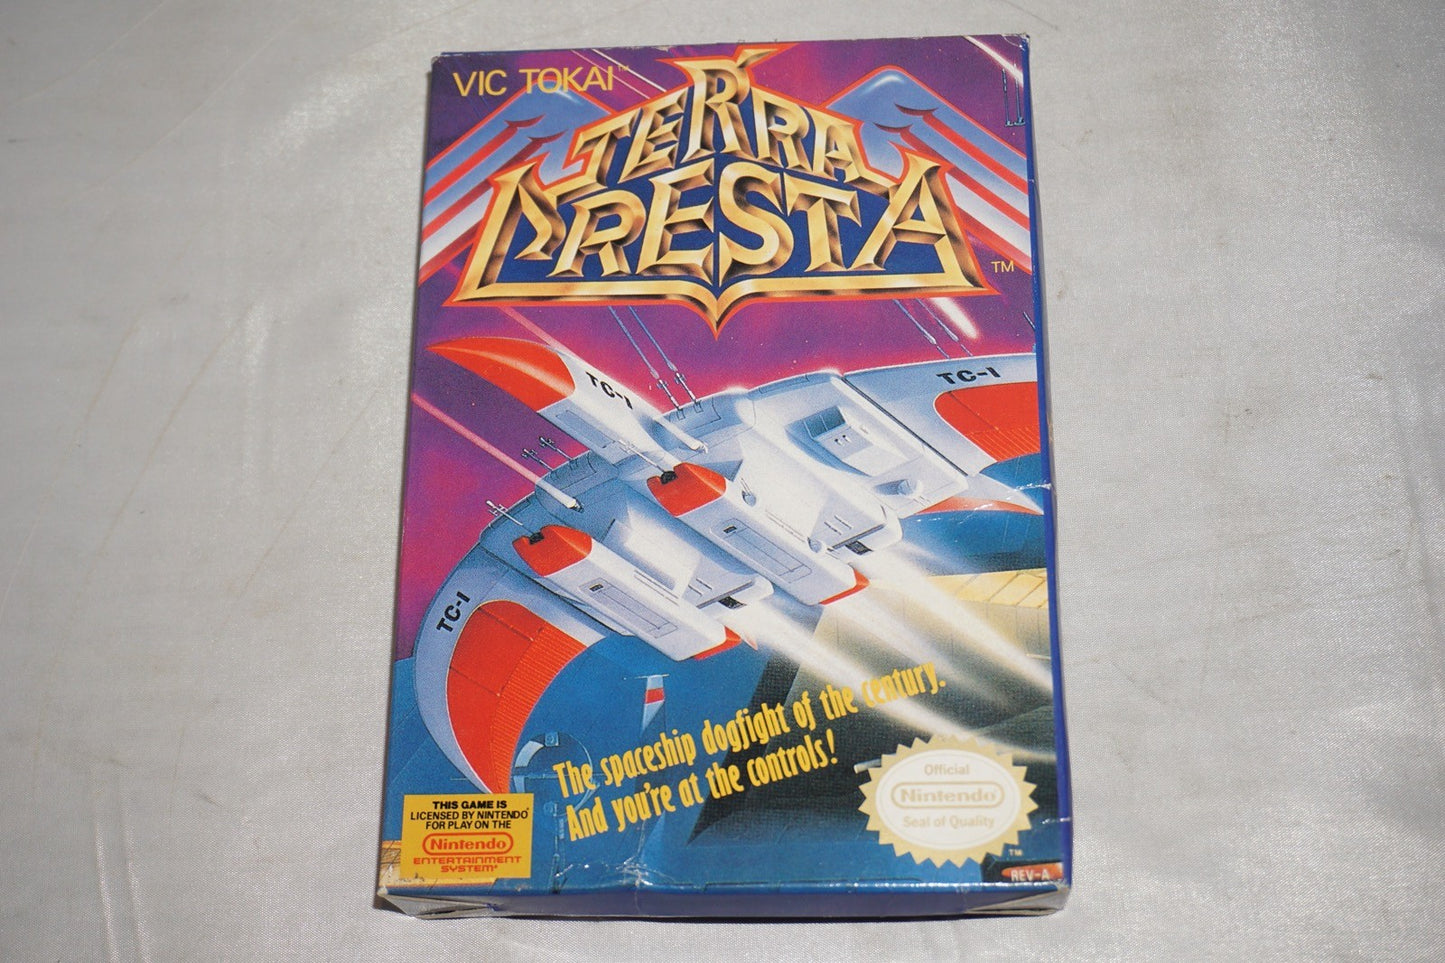 VIC TOKAI™
TERRA
CRESTA
TM
TC-1
TC-1
TC-1
The spaceship dogfight of the century.
And you're at the controls!
THIS GAME IS
LICENSED BY NINTENDO®
FOR PLAY ON THE
Nintendo
ENTERTAINMENT
SYSTEM®
Official
Nintendo
Seal of Quality
TM
REV-A